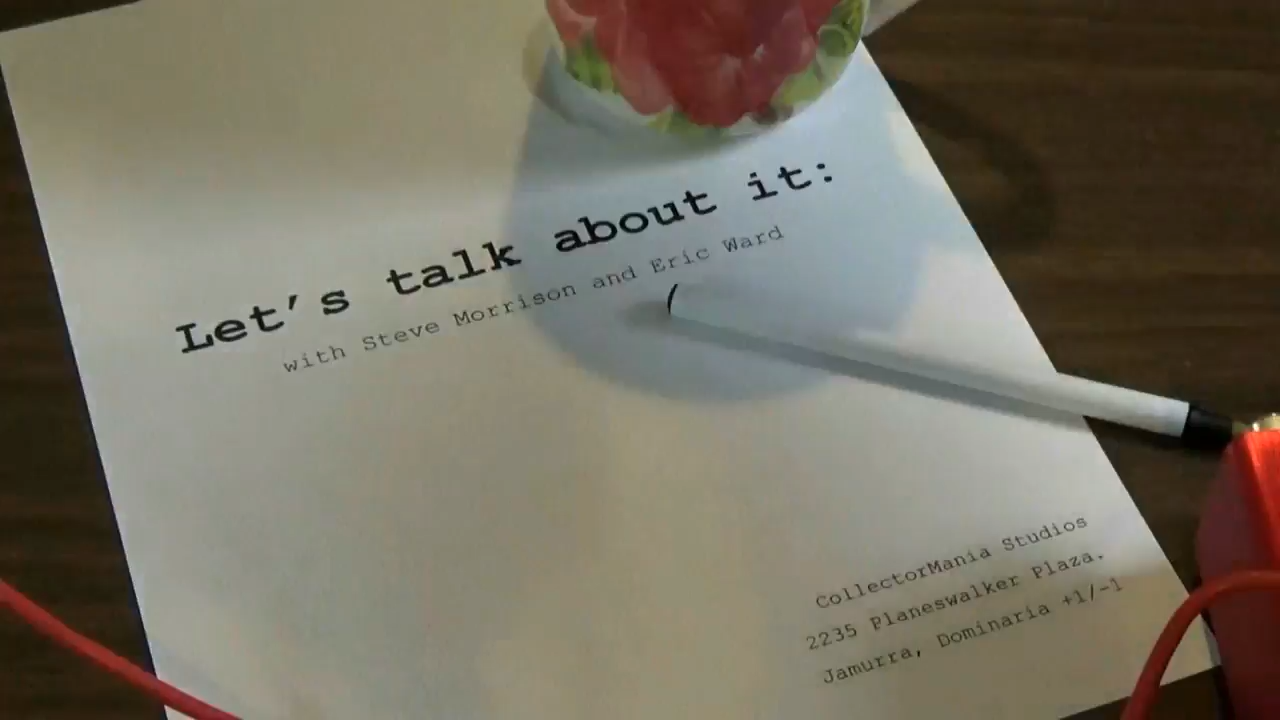 Let's talk about it:
with Steve Morrison and Eric Ward
CollectorMania Studios
2235 Planeswalker Plaza.
Jamurra, Dominaria +1/-1